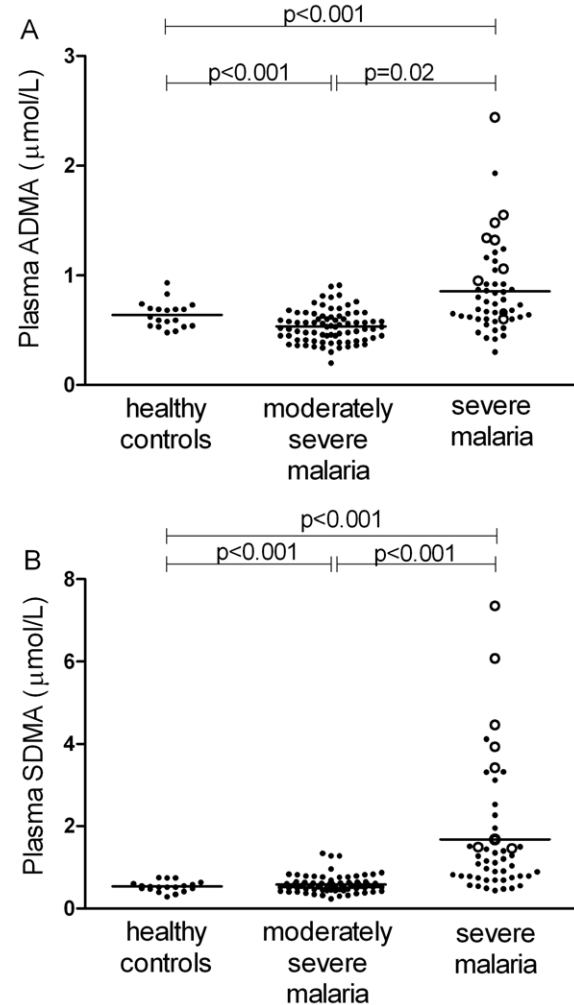 A
p<0.001
p<0.001 p=0.02
Plasma ADMA (μmol/L)
3
2
1
0
healthy controls
moderately severe malaria
severe malaria
B
p<0.001
p<0.001 p<0.001
Plasma SDMA (μmol/L)
8
6
4
2
0
healthy controls
moderately severe malaria
severe malaria